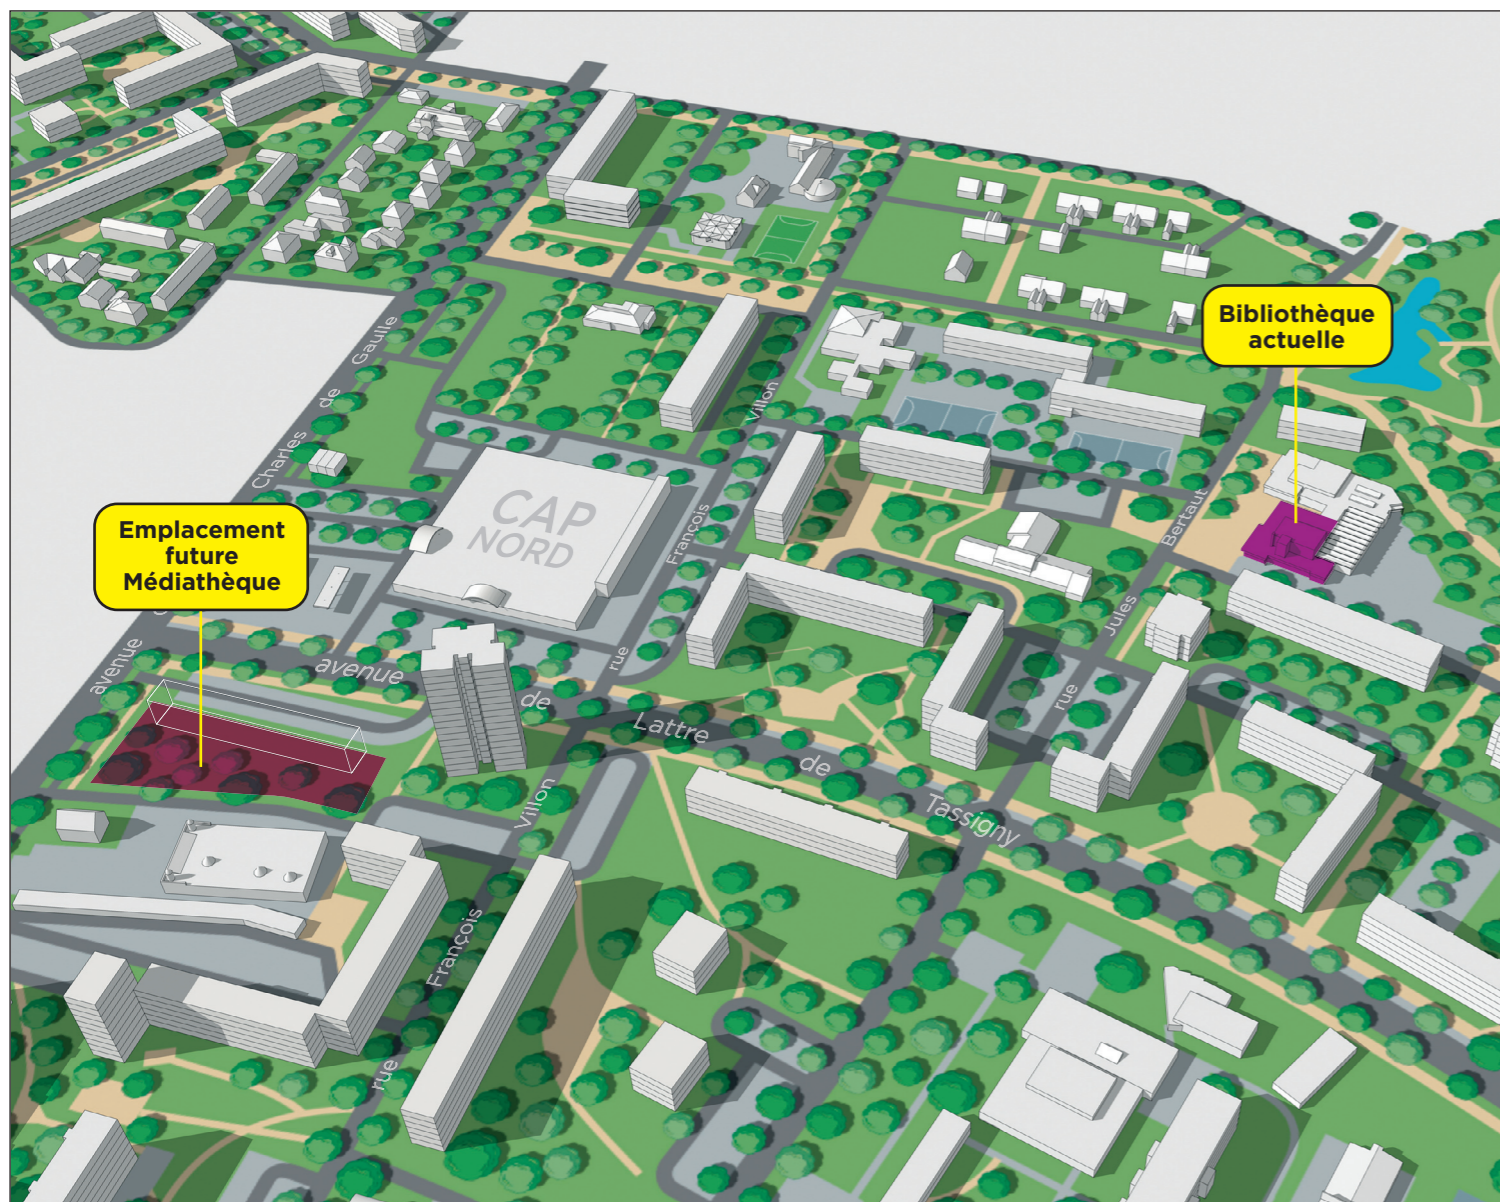 Bibliothèque
actuelle
Emplacement
future
Médiathèque
CAP
NORD
avenue
Charles
de
Gaulle
avenue
de
Lattre
de
Tassigny
rue
François
Villon
rue
François
Villon
rue
Jules
Bertaut